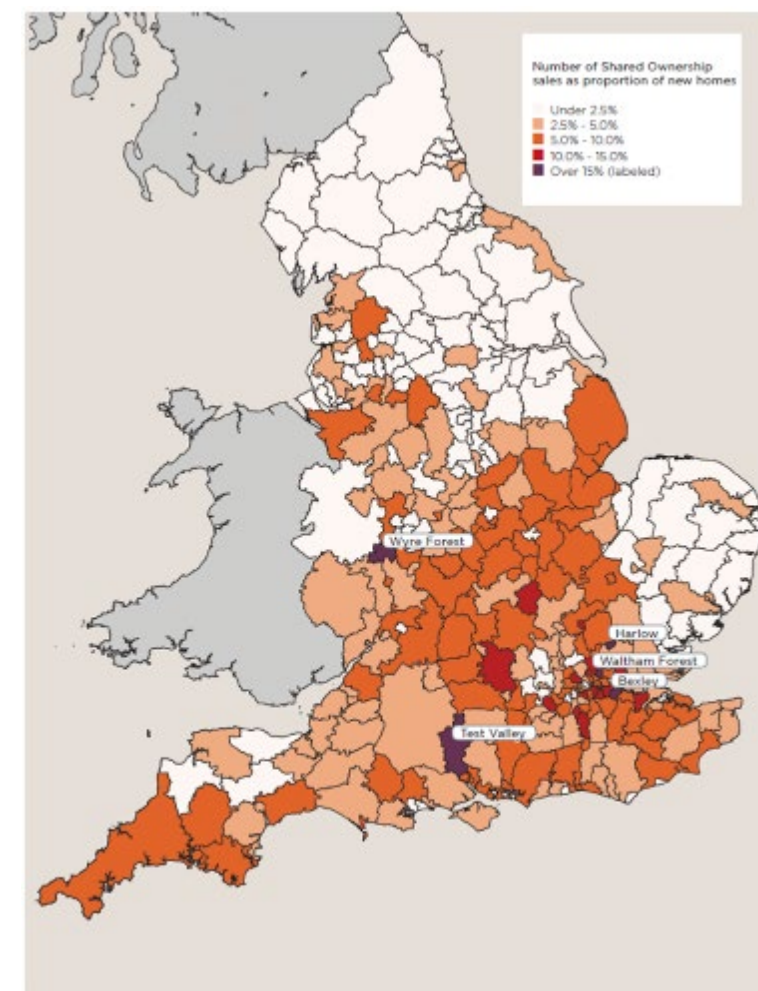 Number of Shared Ownership
sales as proportion of new homes
Under 2.5%
2.5% - 5.0%
5.0% - 10.0%
10.0% - 15.0%
Over 15% (labeled)
Wyre Forest
Harlow
Waltham Forest
Bexley
Test Valley